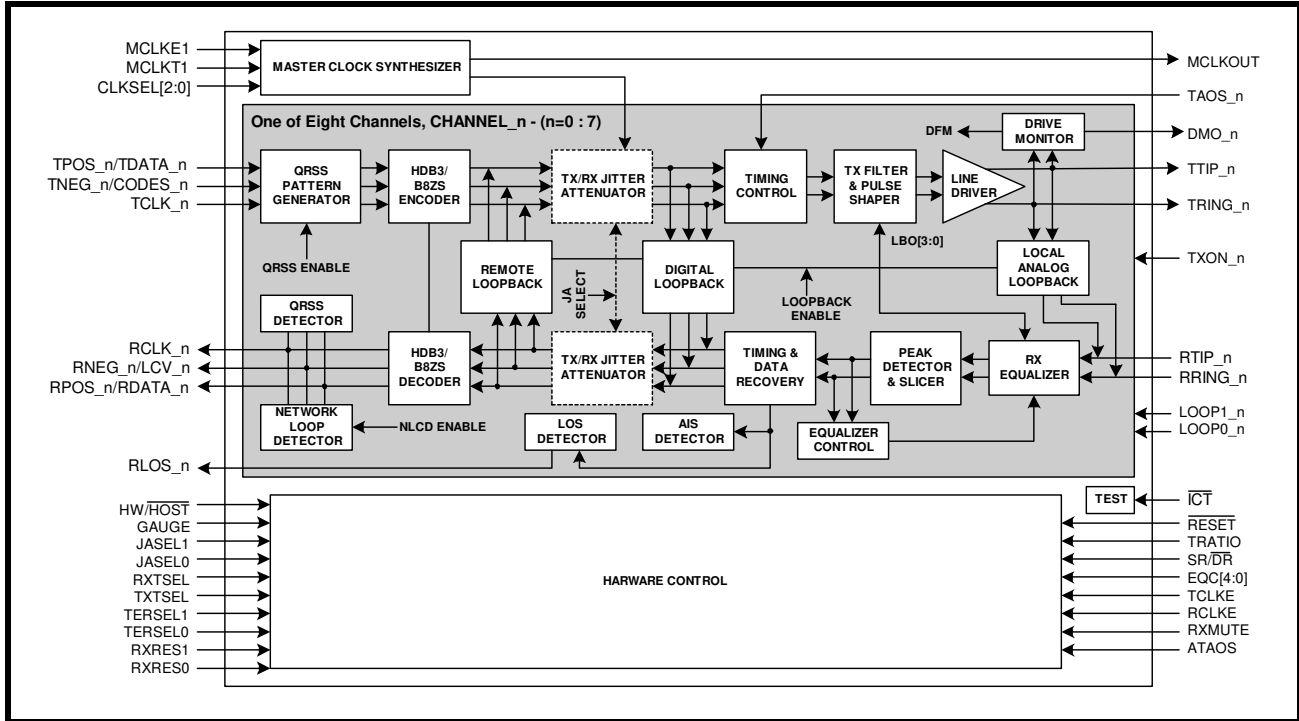 MCLKE1
MCLKT1
CLKSEL[2:0]
MASTER CLOCK SYNTHESIZER
MCLKOUT
TAOS_n
One of Eight Channels, CHANNEL_n - (n=0 : 7)
DFM
DRIVE
MONITOR
DMO_n
TPOS_n/TDATA_n
TNEG_n/CODES_n
TCLK_n
QRSS
PATTERN
GENERATOR
HDB3/
B8ZS
ENCODER
TX/RX JITTER
ATTENUATOR
TIMING
CONTROL
TX FILTER
& PULSE
SHAPER
LINE
DRIVER
TTIP_n
TRING_n
QRSS ENABLE
REMOTE
LOOPBACK
JA
SELECT
DIGITAL
LOOPBACK
LOOPBACK
ENABLE
LBO[3:0]
LOCAL
ANALOG
LOOPBACK
TXON_n
QRSS
DETECTOR
RCLK_n
RNEG_n/LCV_n
RPOS_n/RDATA_n
HDB3/
B8ZS
DECODER
TX/RX JITTER
ATTENUATOR
TIMING &
DATA
RECOVERY
PEAK
DETECTOR
& SLICER
RX
EQUALIZER
RTIP_n
RRING_n
NETWORK
LOOP
DETECTOR
NLCD ENABLE
LOS
DETECTOR
AIS
DETECTOR
EQUALIZER
CONTROL
LOOP1_n
LOOP0_n
RLOS_n
TEST
ICT
HW/HOST
GAUGE
JASEL1
JASEL0
RXTSEL
TXTSEL
TERSEL1
TERSEL0
RXRES1
RXRES0
HARWARE CONTROL
RESET
TRATIO
SR/DR
EQC[4:0]
TCLKE
RCLKE
RXMUTE
ATAOS